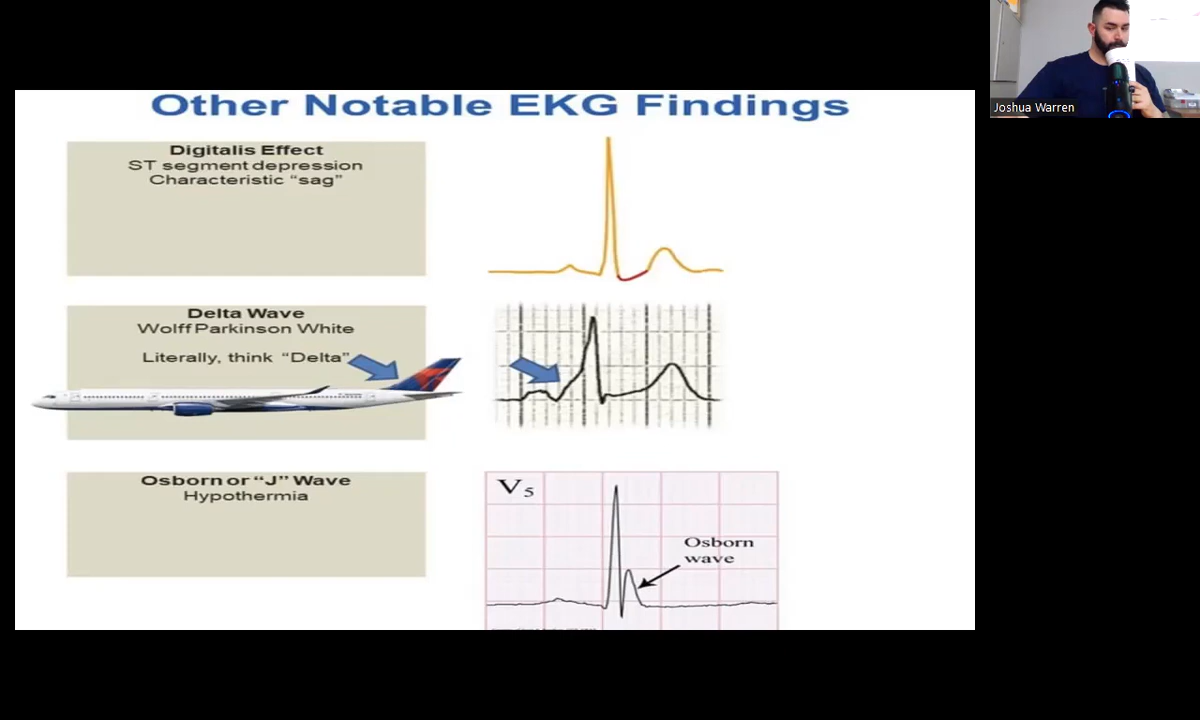 Other Notable EKG Findings
Joshua Warren
Digitalis Effect
ST segment depression
Characteristic “sag”
Delta Wave
Wolff Parkinson White
Literally, think “Delta”
Osborn or “J” Wave
Hypothermia
V5
Osborn
wave